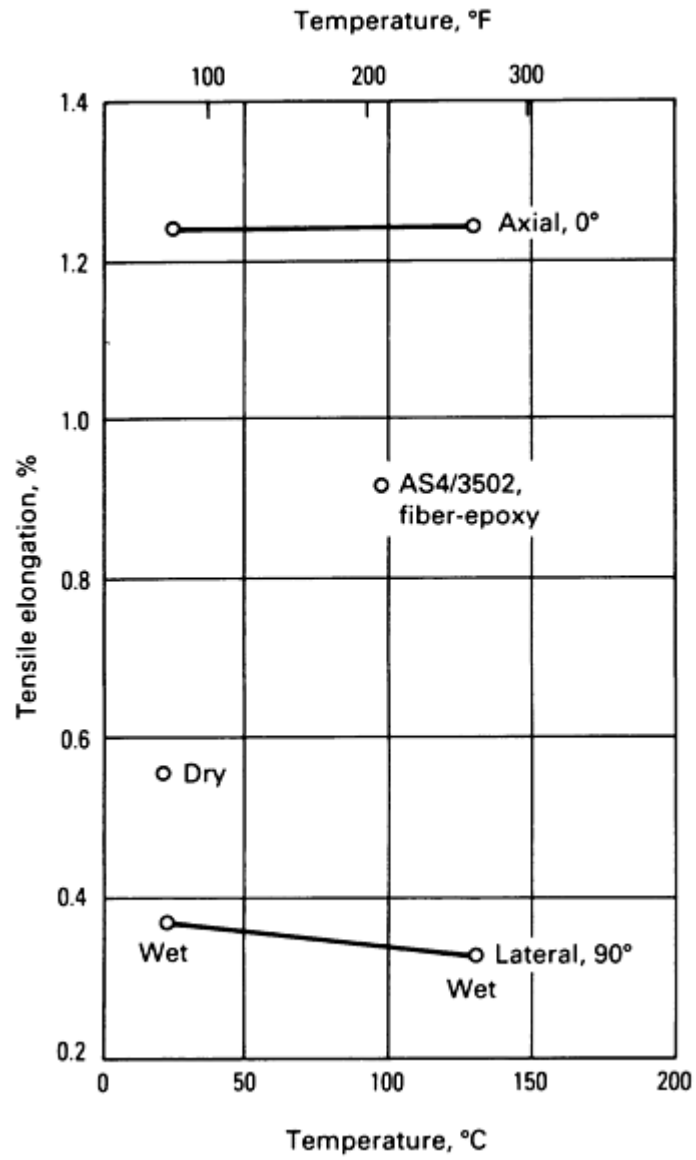 Temperature, °F
100 200 300
1.4
Axial, 0°
1.2
1.0
AS4/3502,
fiber-epoxy
Tensile elongation, %
0.8
0.6
Dry
0.4
Wet
Lateral, 90°
Wet
0.2
0 50 100 150 200
Temperature, °C